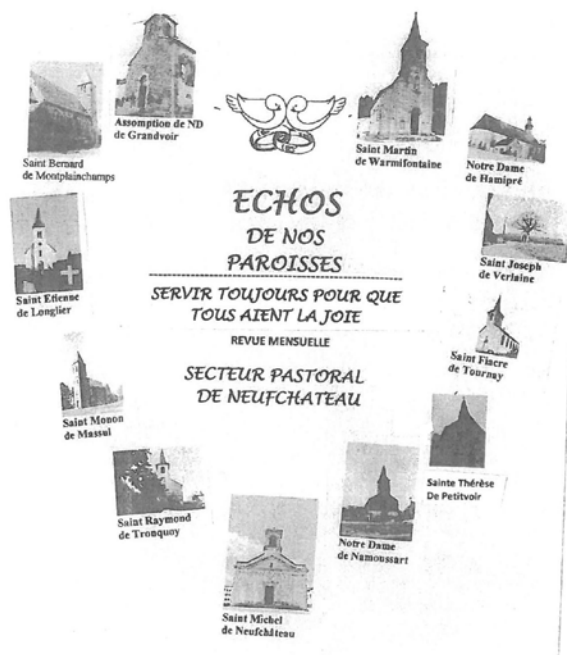 Assomption de ND
de Grandvoir
Saint Martin
de Warmifontaine
Saint Bernard
de Montplainchamps
Notre Dame
de Hamipré
ECHOS
DE NOS
PAROISSES
SERVIR TOUJOURS POUR QUE
TOUS AIENT LA JOIE
REVUE MENSUELLE
SECTEUR PASTORAL
DE NEUFCHATEAU
Saint Joseph
de Verlaine
Saint Etienne
de Longlier
Saint Fiacre
de Tournay
Saint Monon
de Massul
Sainte Thérèse
De Petitvoir
Saint Raymond
de Tronquoy
Notre Dame
de Namoussart
Saint Michel
de Neufchâteau